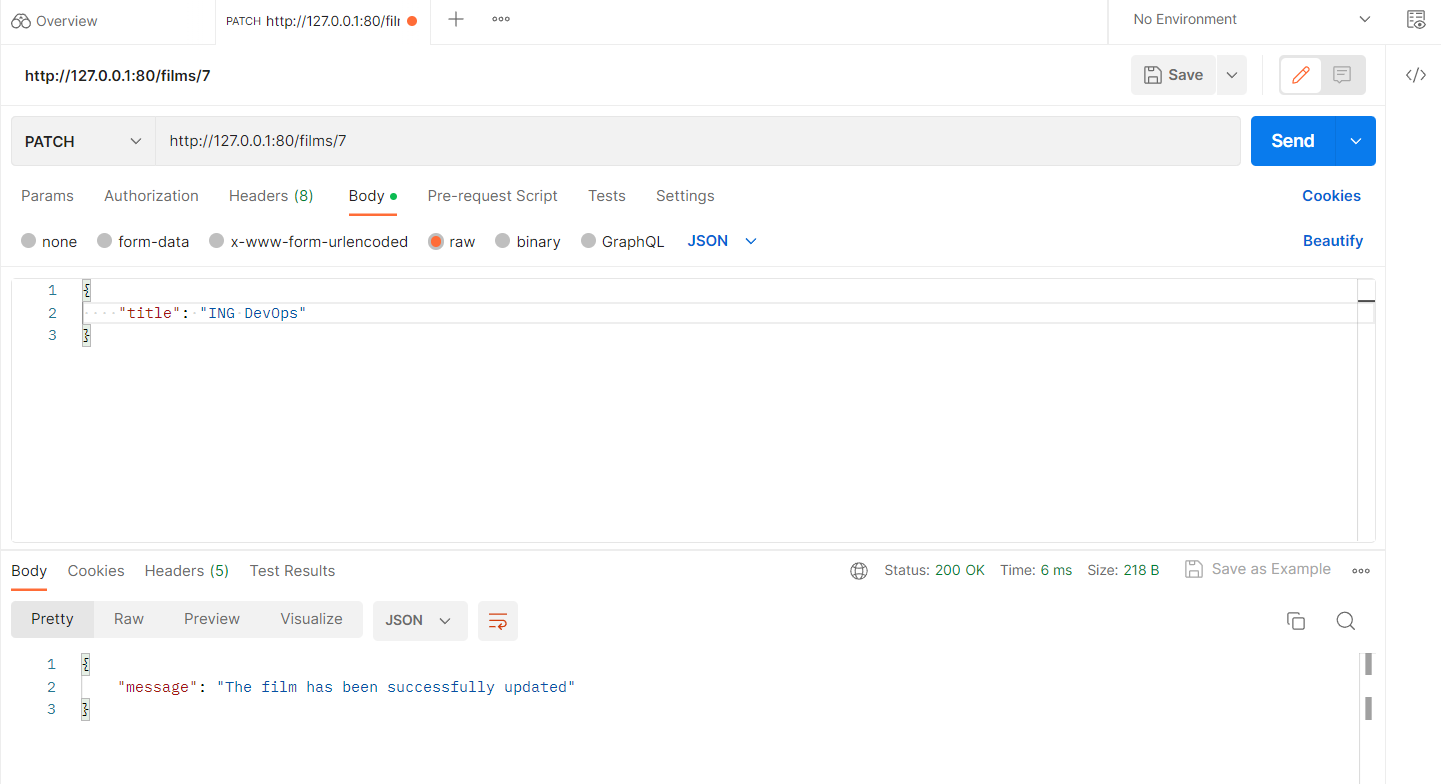 Overview
PATCH http://127.0.0.1:80/fil
No Environment
http://127.0.0.1:80/films/7
Save
PATCH
http://127.0.0.1:80/films/7
Send
Params Authorization Headers (8) Body Pre-request Script Tests Settings Cookies
none form-data x-www-form-urlencoded raw binary GraphQL JSON Beautify
1 {
2 "title": "ING DevOps"
3 }
Body Cookies Headers (5) Test Results Status: 200 OK Time: 6 ms Size: 218 B Save as Example
Pretty Raw Preview Visualize JSON
1 {
2 "message": "The film has been successfully updated"
3 }